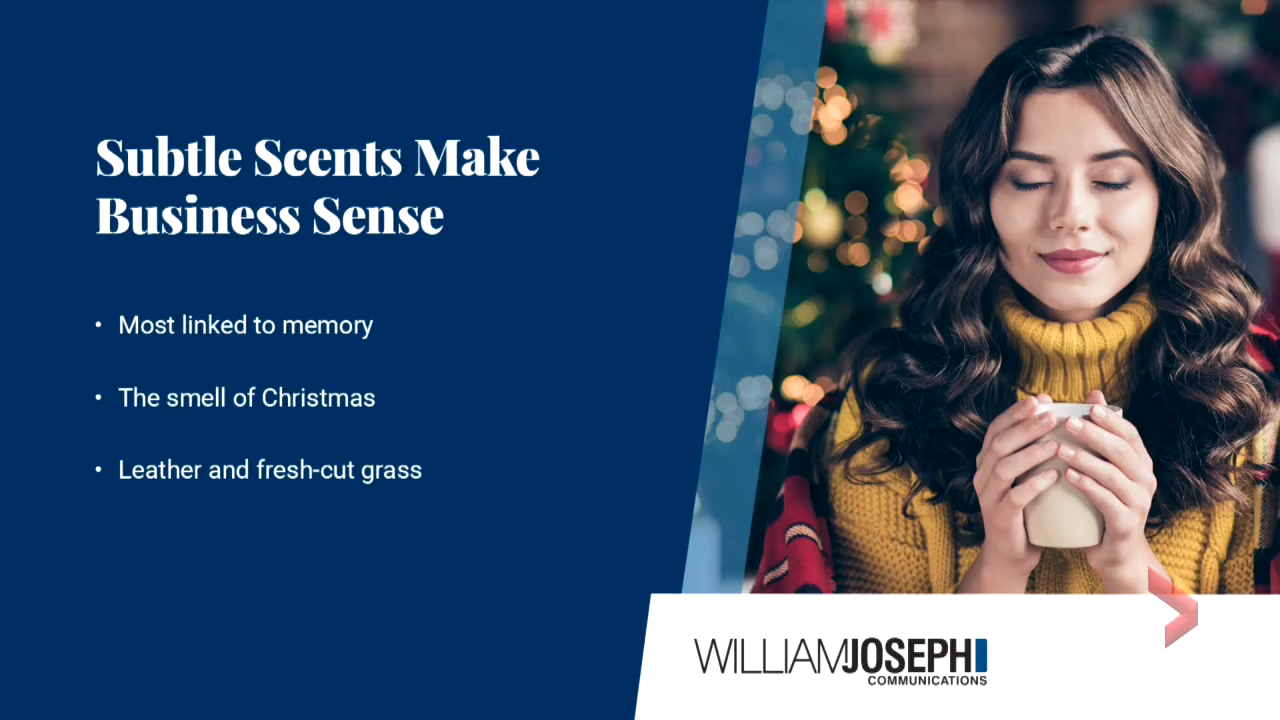 Subtle Scents Make
Business Sense
• Most linked to memory
• The smell of Christmas
• Leather and fresh-cut grass
WILLIAMJOSEPH
COMMUNICATIONS